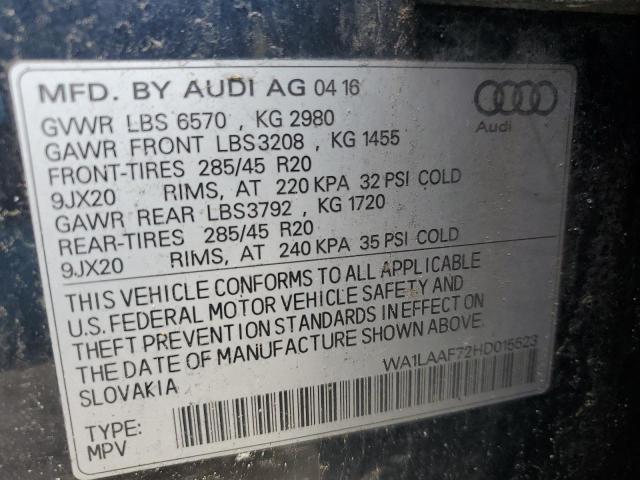 MFD. BY AUDI AG 04 16
Audi
GVWR LBS 6570 , KG 2980
GAWR FRONT LBS3208 , KG 1455
FRONT-TIRES 285/45 R20
9JX20 RIMS, AT 220 KPA 32 PSI COLD
GAWR REAR LBS3792 , KG 1720
REAR-TIRES 285/45 R20
9JX20 RIMS, AT 240 KPA 35 PSI COLD
THIS VEHICLE CONFORMS TO ALL APPLICABLE
U.S. FEDERAL MOTOR VEHICLE SAFETY AND
THEFT PREVENTION STANDARDS IN EFFECT ON
THE DATE OF MANUFACTURE SHOWN ABOVE.
SLOVAKIA
WA1LAAF72HD015523
TYPE:
MPV